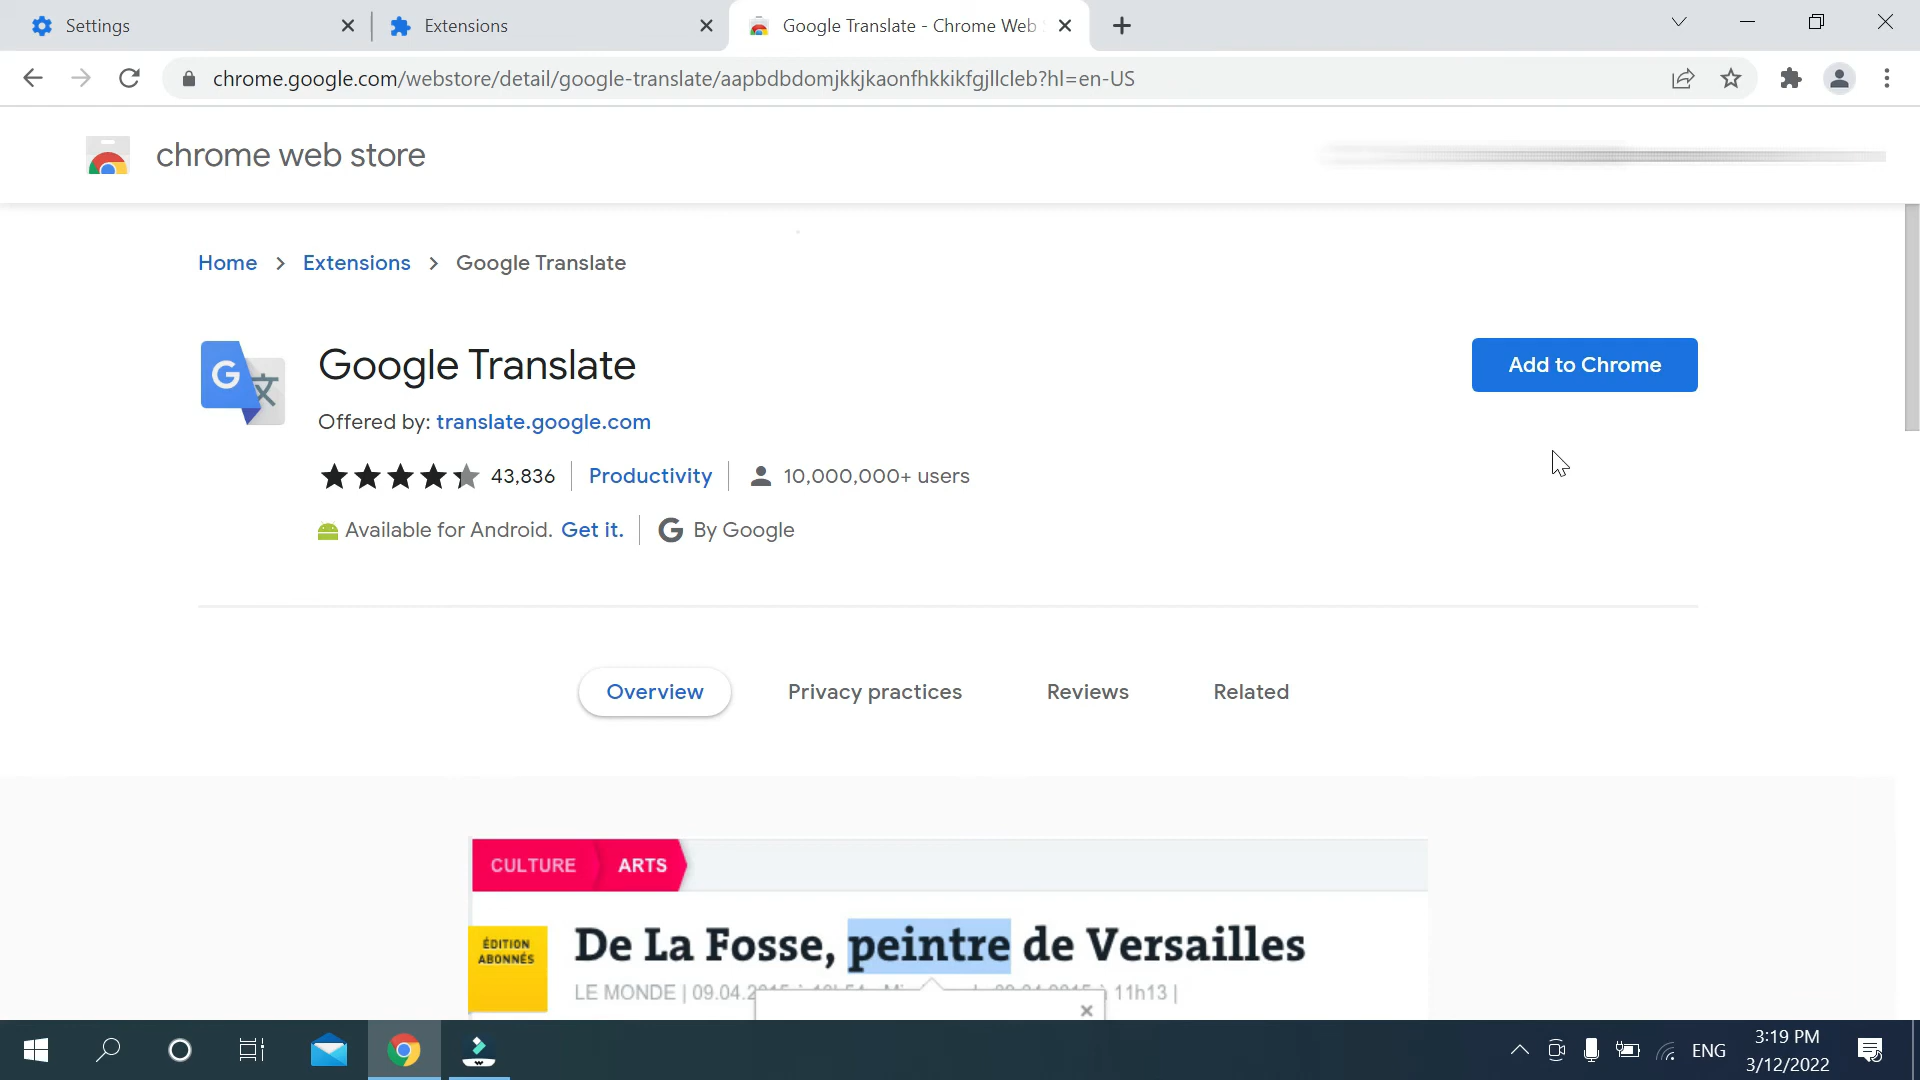 Settings
Extensions
Google Translate - Chrome Web
chrome.google.com/webstore/detail/google-translate/aapbdbdomjkkjkaonfhkkikfgjllcleb?hl=en-US
chrome web store
Home > Extensions > Google Translate
Google Translate
Add to Chrome
Offered by: translate.google.com
43,836 | Productivity | 10,000,000+ users
Available for Android. Get it. | G By Google
Overview
Privacy practices
Reviews
Related
CULTURE
ARTS
ÉDITION
ABONNÉS
De La Fosse, peintre de Versailles
LE MONDE | 09.04.2015 à 11h13 |
ENG
3:19 PM
3/12/2022